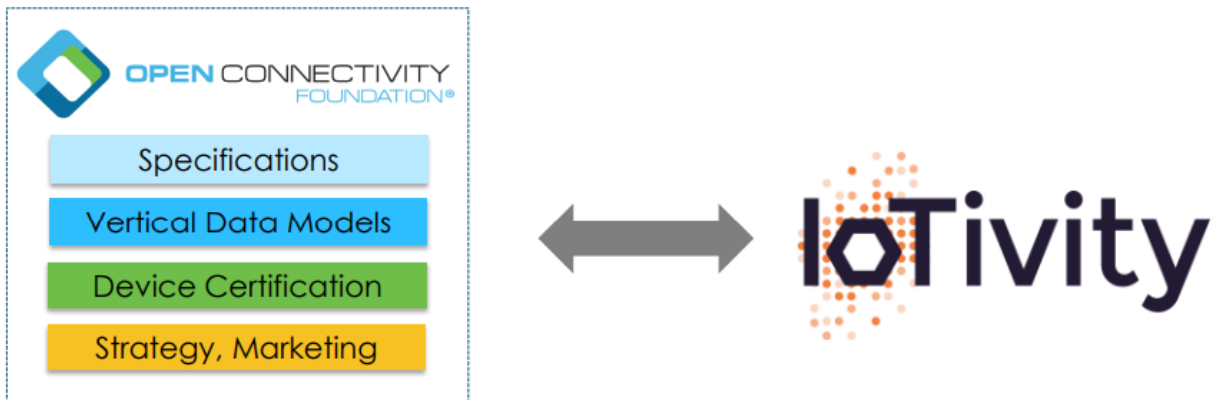 OPEN CONNECTIVITY
FOUNDATION®
Specifications
Vertical Data Models
Device Certification
Strategy, Marketing
IoTivity